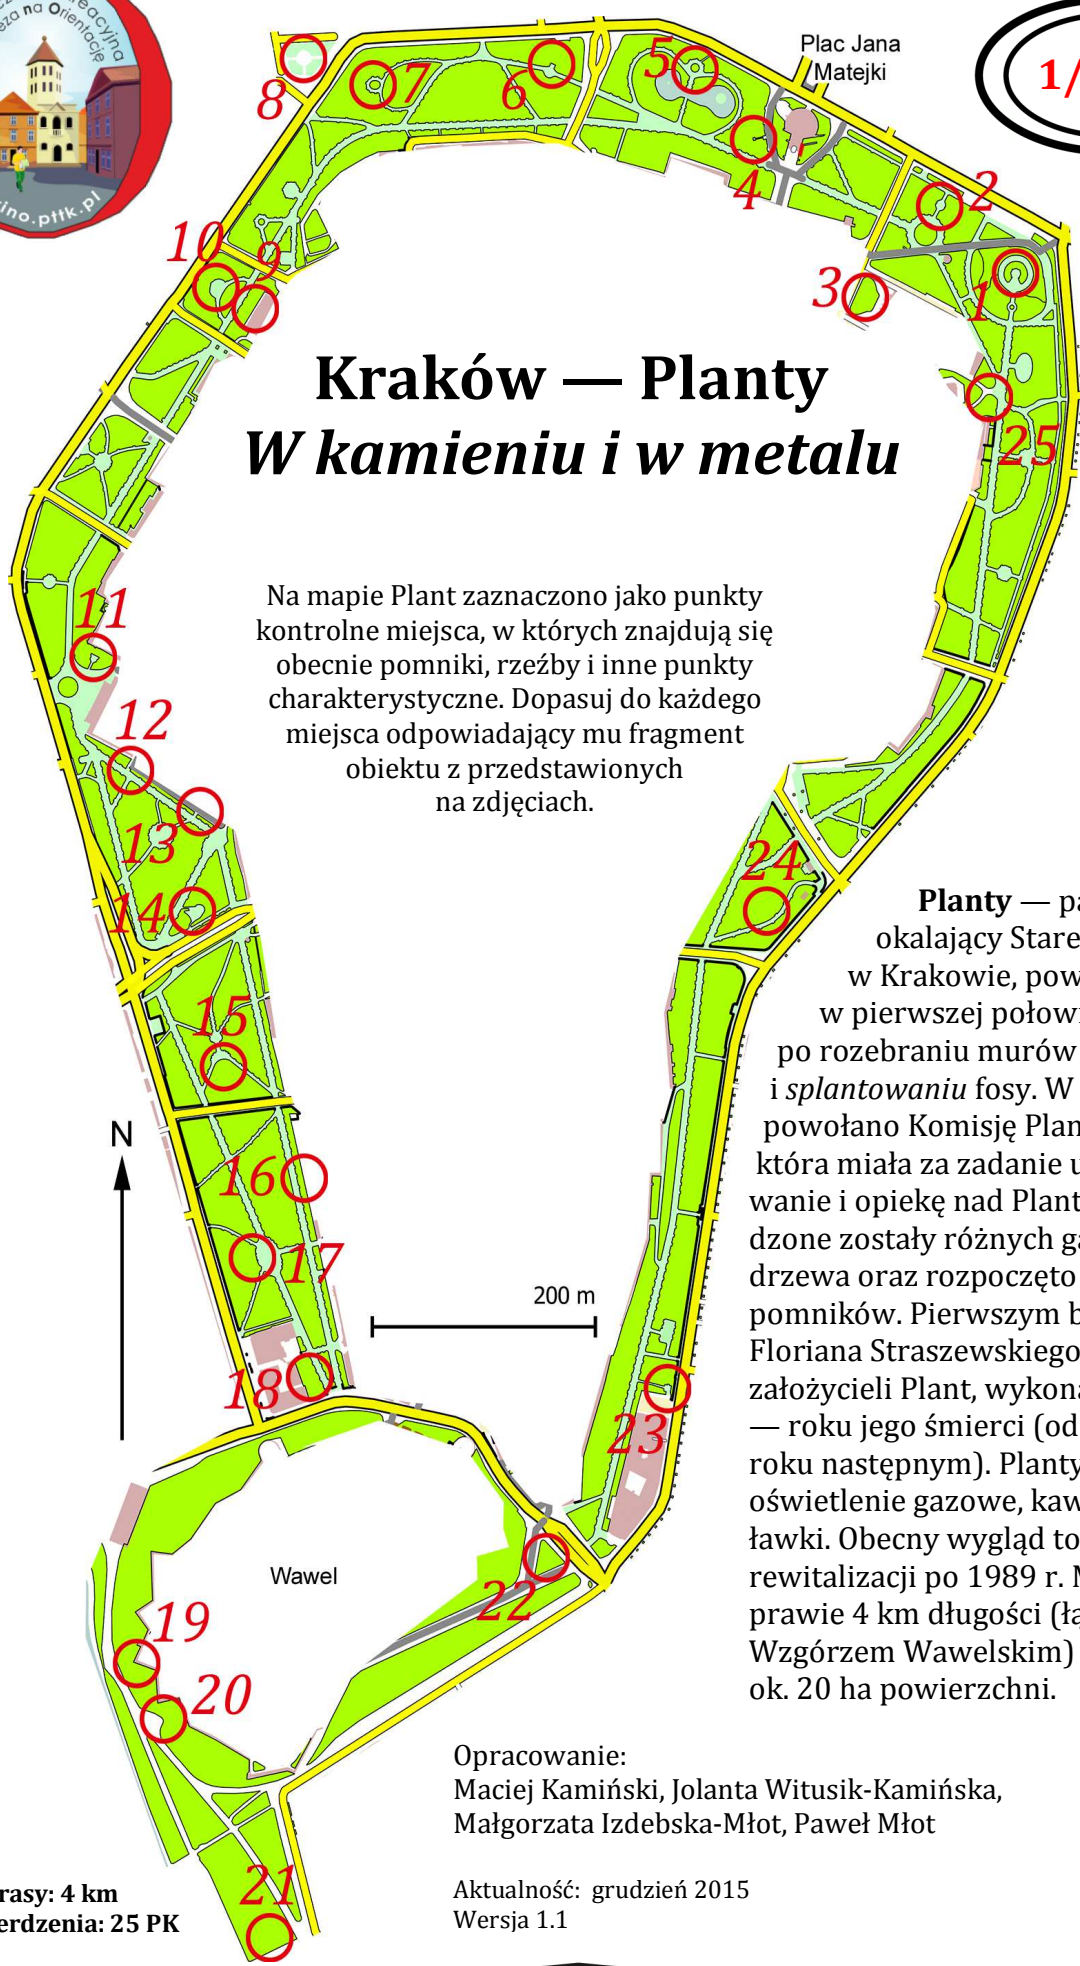 na Orientację
ino.pttk.pl
Plac Jana
Matejki
1/
8
7
6
5
4
2
10
9
3
1
25
Kraków — Planty
W kamieniu i w metalu
Na mapie Plant zaznaczono jako punkty
kontrolne miejsca, w których znajdują się
obecnie pomniki, rzeźby i inne punkty
charakterystyczne. Dopasuj do każdego
miejsca odpowiadający mu fragment
obiektu z przedstawionych
na zdjęciach.
11
12
13
14
24
15
Planty — pa
okalający Stare
w Krakowie, pow
w pierwszej połow
po rozebraniu murów
i splantowaniu fosy. W
powołano Komisję Plan
która miała za zadanie u
wanie i opiekę nad Plant
dzone zostały różnych ga
drzewa oraz rozpoczęto
pomników. Pierwszym b
Floriana Straszewskiego
założycieli Plant, wykona
— roku jego śmierci (od
roku następnym). Planty
oświetlenie gazowe, kaw
ławki. Obecny wygląd to
rewitalizacji po 1989 r. M
prawie 4 km długości (łą
Wzgórzem Wawelskim)
ok. 20 ha powierzchni.
N
16
17
200 m
18
23
Wawel
22
19
20
21
Opracowanie:
Maciej Kamiński, Jolanta Witusik-Kamińska,
Małgorzata Izdebska-Młot, Paweł Młot
Aktualność: grudzień 2015
Wersja 1.1
rasy: 4 km
erdzenia: 25 PK